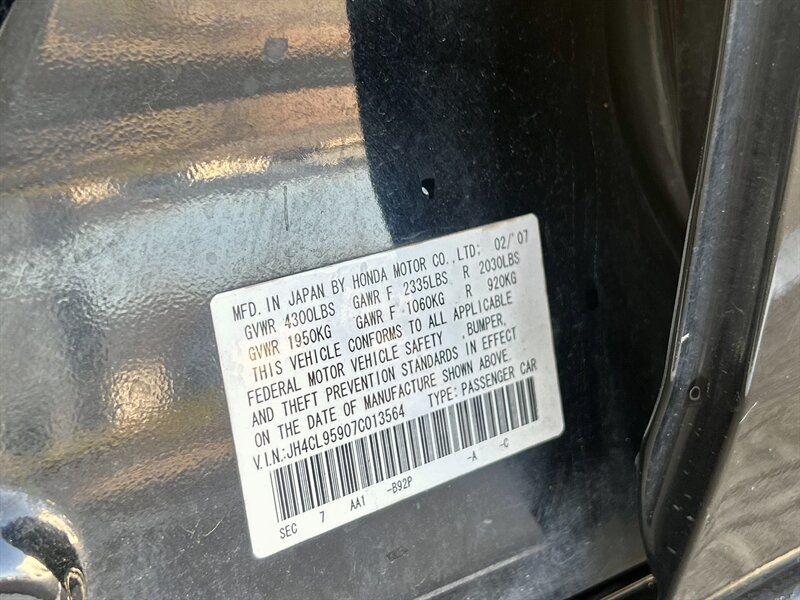 MFD. IN JAPAN BY HONDA MOTOR CO.,LTD; 02/'07
GVWR 4300LBS GAWR F 2335LBS R 2030LBS
GVWR 1950KG GAWR F 1060KG R 920KG
THIS VEHICLE CONFORMS TO ALL APPLICABLE
FEDERAL MOTOR VEHICLE SAFETY ,BUMPER,
AND THEFT PREVENTION STANDARDS IN EFFECT
ON THE DATE OF MANUFACTURE SHOWN ABOVE.
V.I.N.:JH4CL95907C013564 TYPE: PASSENGER CAR
SEC 7 AA1 -B92P -A -C